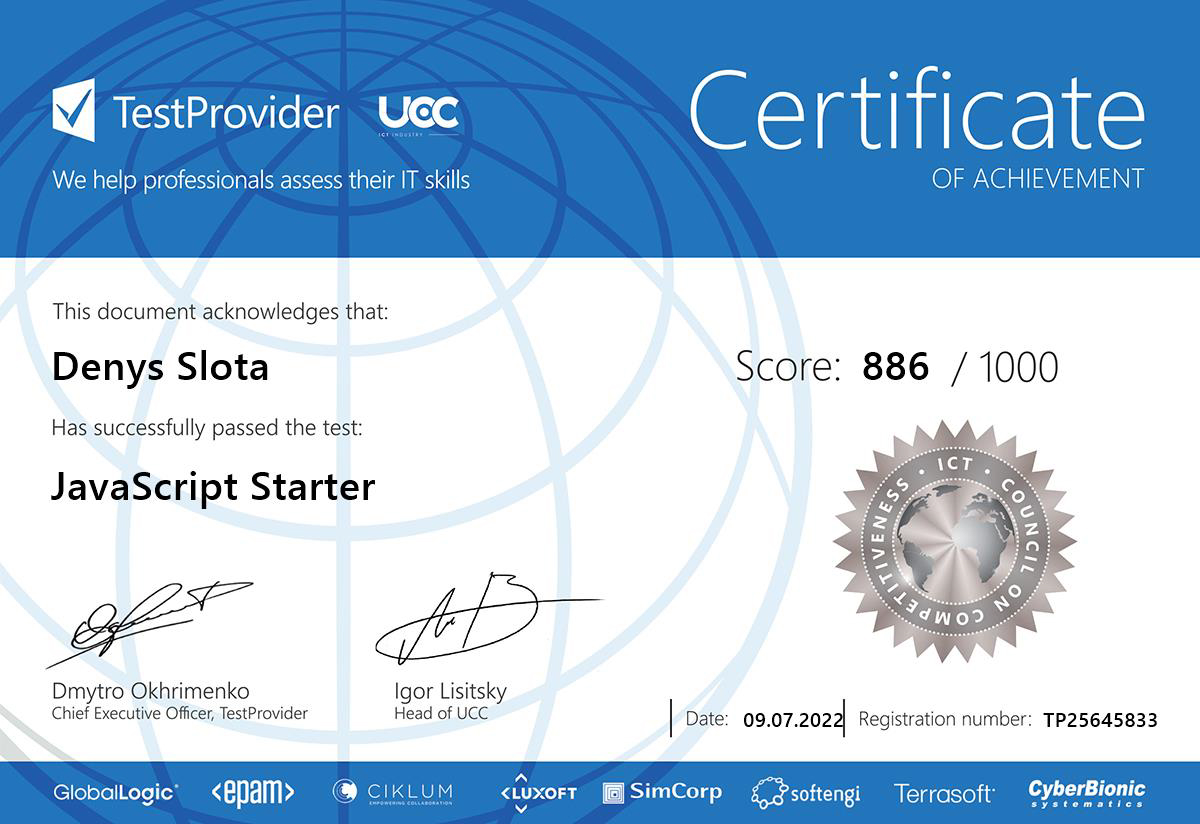 TestProvider
UCC
ICT INDUSTRY
We help professionals assess their IT skills
Certificate
OF ACHIEVEMENT
This document acknowledges that:
Denys Slota
Score: 886 / 1000
Has successfully passed the test:
JavaScript Starter
· ICT · COUNCIL ON COMPETITIVENESS
Dmytro Okhrimenko
Chief Executive Officer, TestProvider
Igor Lisitsky
Head of UCC
Date: 09.07.2022
Registration number: TP25645833
GlobalLogic®
<epam>
CIKLUM
EMPOWERING COLLABORATION
<LUXOFT
SimCorp
softengi
Terrasoft
CyberBionic
systematics